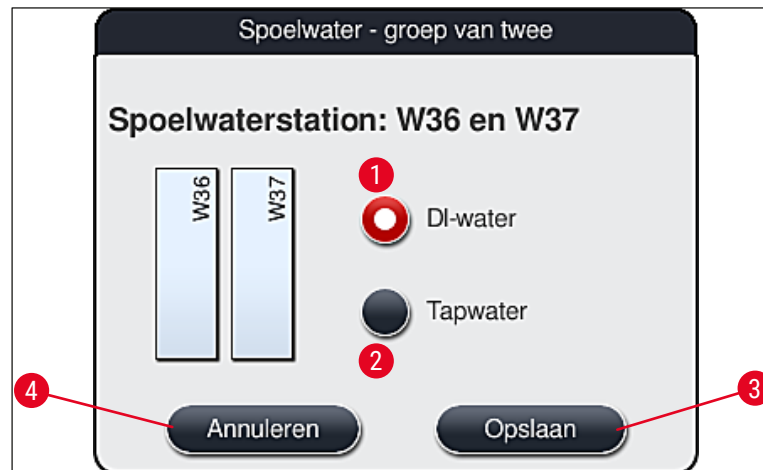 Spoelwater - groep van twee
Spoelwaterstation: W36 en W37
W36
W37
1
DI-water
Tapwater
2
4
Annuleren
Opslaan
3